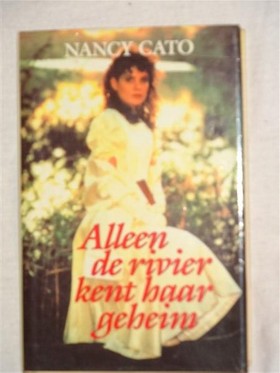 NANCY CATO
Alleen
de rivier
kent haar
geheim